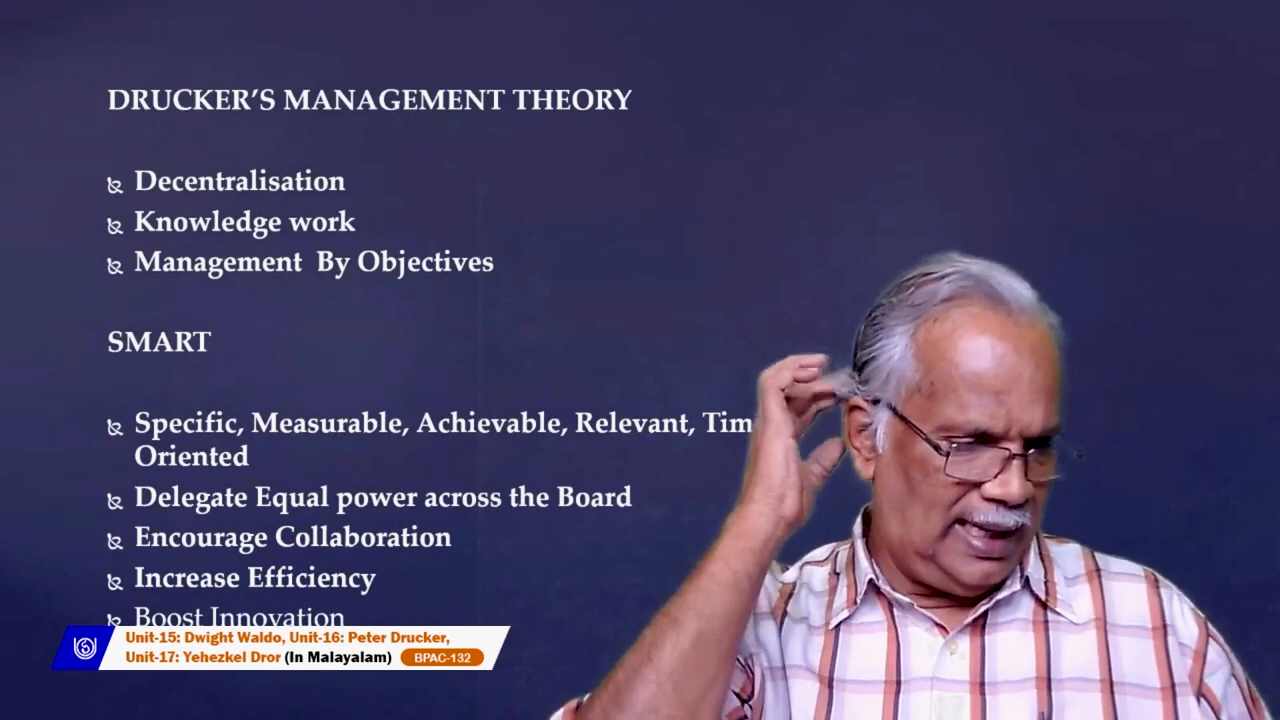 DRUCKER'S MANAGEMENT THEORY
Decentralisation
Knowledge work
Management By Objectives
SMART
Specific, Measurable, Achievable, Relevant, Tim
Oriented
Delegate Equal power across the Board
Encourage Collaboration
Increase Efficiency
Boost Innovation
Unit-15: Dwight Waldo, Unit-16: Peter Drucker,
Unit-17: Yehezkel Dror (In Malayalam) BPAC-132